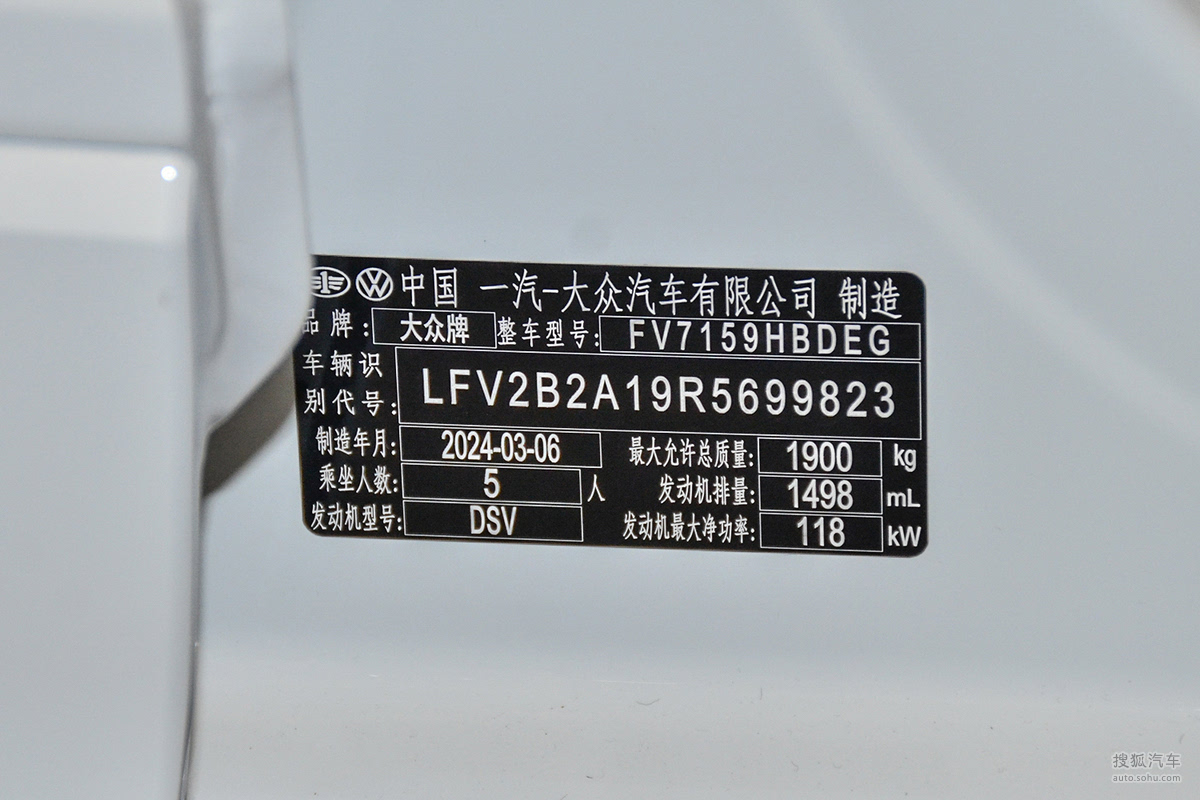 中国 一汽-大众汽车有限公司 制造
品牌: 大众牌 整车型号: FV7159HBDEG
车辆识别代号: LFV2B2A19R5699823
制造年月: 2024-03-06 最大允许总质量: 1900 kg
乘坐人数: 5 人 发动机排量: 1498 mL
发动机型号: DSV 发动机最大净功率: 118 kW
搜狐汽车
auto.sohu.com